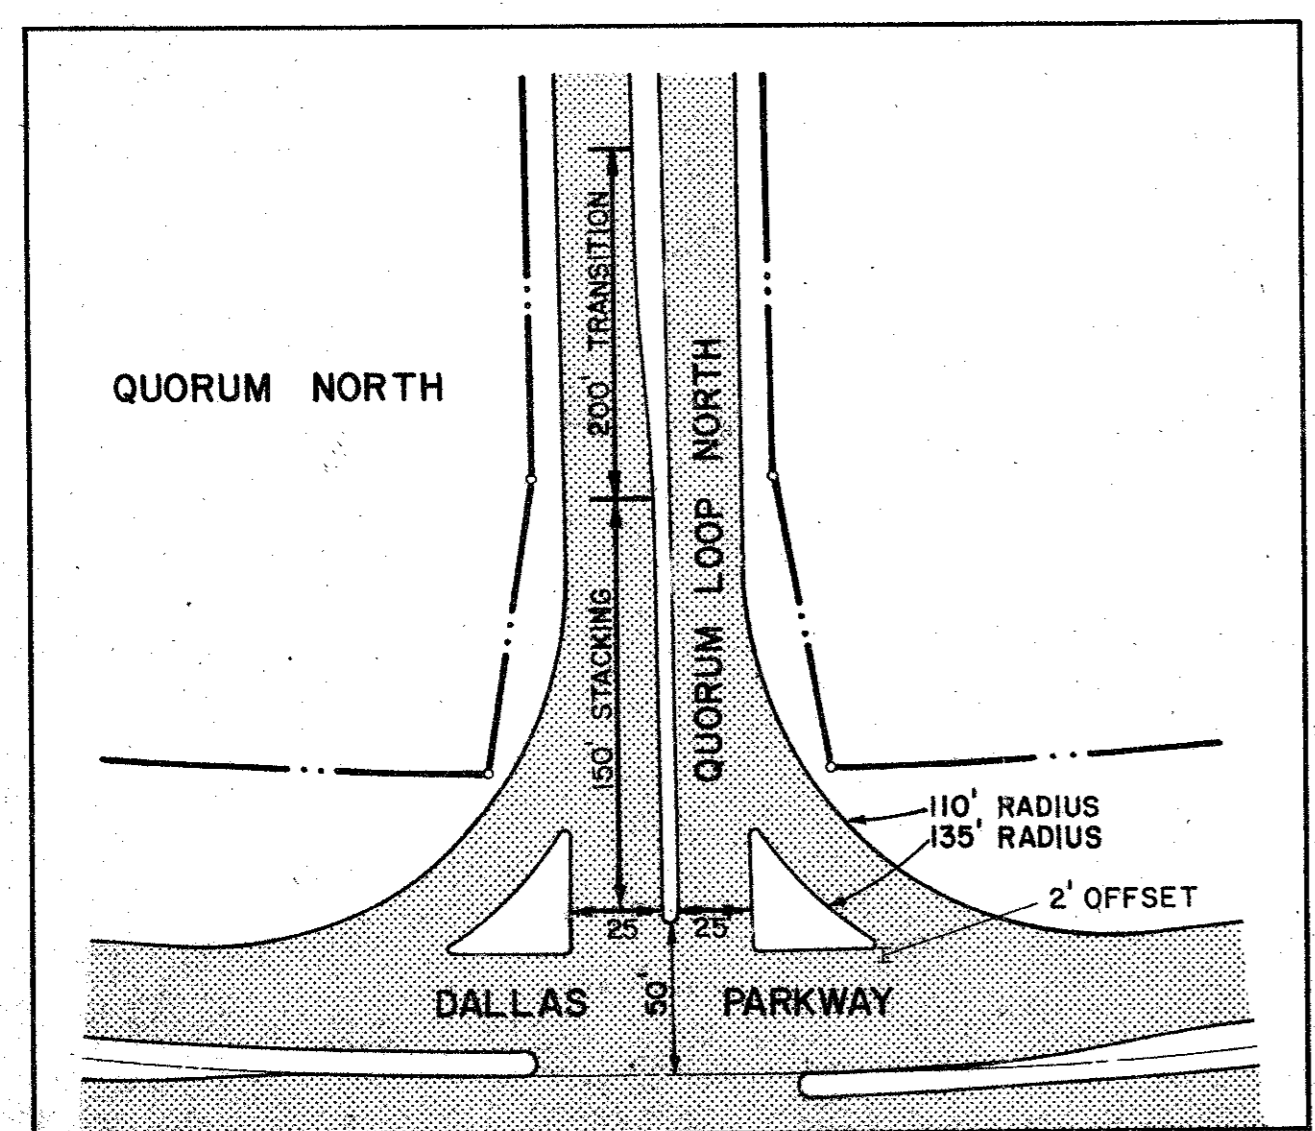 200' TRANSITION
QUORUM NORTH
QUORUM LOOP NORTH
150' STACKING
110' RADIUS
135' RADIUS
2' OFFSET
25'
25'
50'
DALLAS PARKWAY